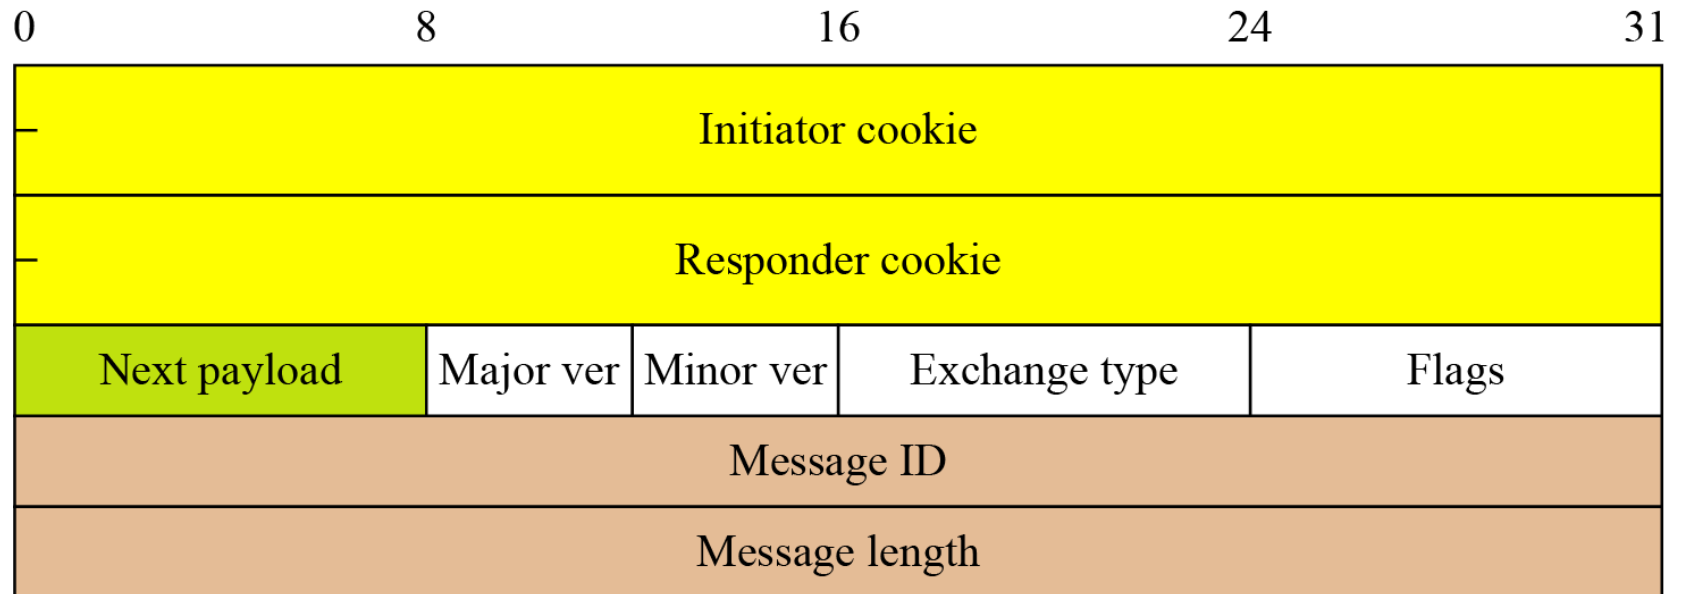 0 8 16 24 31
Initiator cookie
Responder cookie
Next payload Major ver Minor ver Exchange type Flags
Message ID
Message length